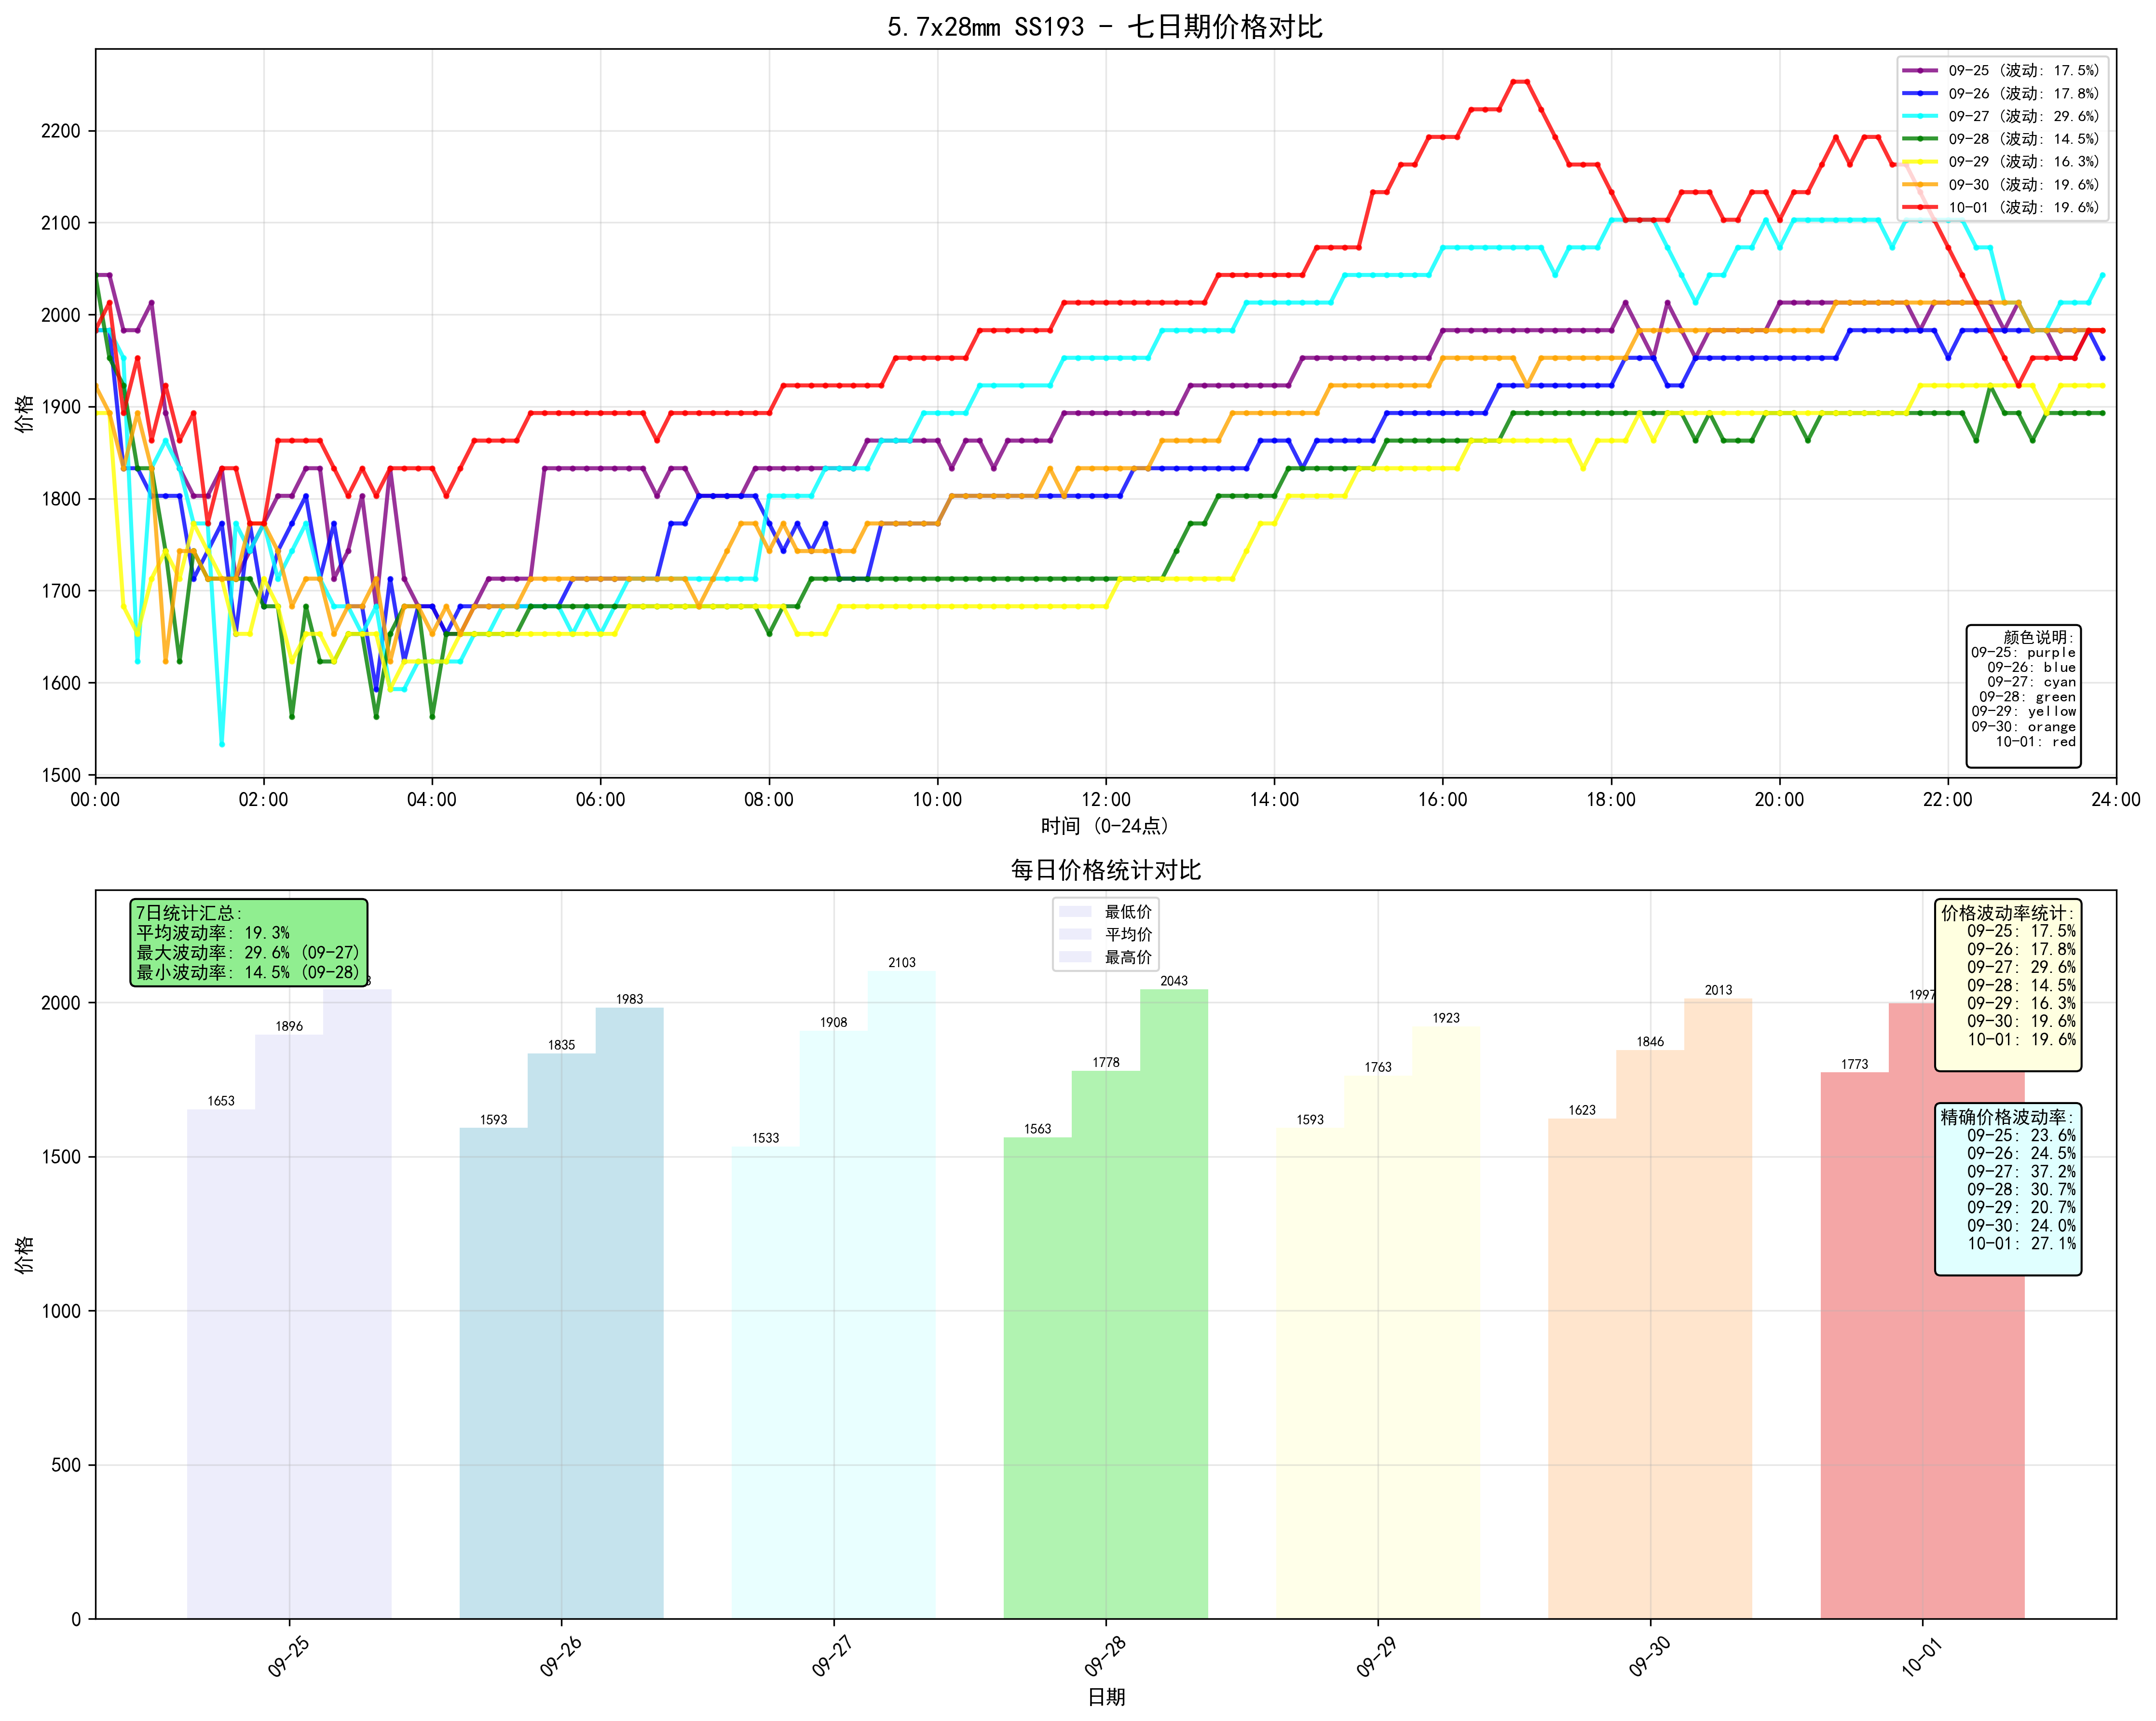 5.7x28mm SS193 - 七日期价格对比
09-25 (波动: 17.5%)
09-26 (波动: 17.8%)
09-27 (波动: 29.6%)
09-28 (波动: 14.5%)
09-29 (波动: 16.3%)
09-30 (波动: 19.6%)
10-01 (波动: 19.6%)
价格
2200
2100
2000
1900
1800
1700
1600
1500
颜色说明:
09-25: purple
09-26: blue
09-27: cyan
09-28: green
09-29: yellow
09-30: orange
10-01: red
00:00 02:00 04:00 06:00 08:00 10:00 12:00 14:00 16:00 18:00 20:00 22:00 24:00
时间 (0-24点)
每日价格统计对比
7日统计汇总:
平均波动率: 19.3%
最大波动率: 29.6% (09-27)
最小波动率: 14.5% (09-28)
最低价
平均价
最高价
价格波动率统计:
09-25: 17.5%
09-26: 17.8%
09-27: 29.6%
09-28: 14.5%
09-29: 16.3%
09-30: 19.6%
10-01: 19.6%
精确价格波动率:
09-25: 23.6%
09-26: 24.5%
09-27: 37.2%
09-28: 30.7%
09-29: 20.7%
09-30: 24.0%
10-01: 27.1%
价格
2000
1500
1000
500
0
1653 1896
1593 1835 1983
1533 1908 2103
1563 1778 2043
1593 1763 1923
1623 1846 2013
1773 1997
09-25 09-26 09-27 09-28 09-29 09-30 10-01
日期